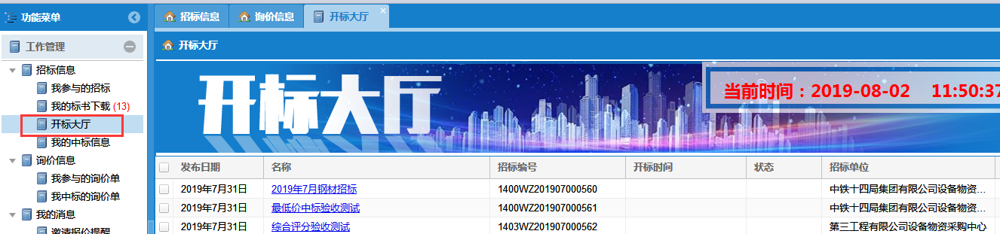 功能菜单
工作管理
招标信息
我参与的招标
我的标书下载 (13)
开标大厅
我的中标信息
询价信息
我参与的询价单
我中标的询价单
我的消息
邀请报价提醒
招标信息 询价信息 开标大厅
开标大厅
开标大厅
当前时间：2019-08-02 11:50:37
发布日期 名称 招标编号 开标时间 状态 招标单位
2019年7月31日 2019年7月钢材招标 1400WZ201907000560 中铁十四局集团有限公司设备物资...
2019年7月31日 最低价中标验收测试 1400WZ201907000561 中铁十四局集团有限公司设备物资...
2019年7月31日 综合评分验收测试 1403WZ201907000562 第三工程有限公司设备物资采购中心